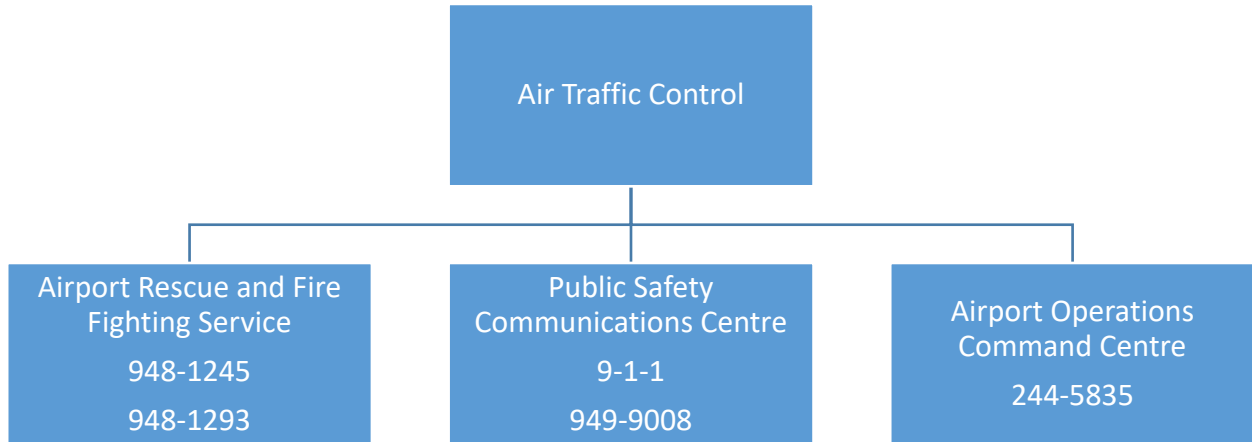 Air Traffic Control
Airport Rescue and Fire
Fighting Service
948-1245
948-1293
Public Safety
Communications Centre
9-1-1
949-9008
Airport Operations
Command Centre
244-5835